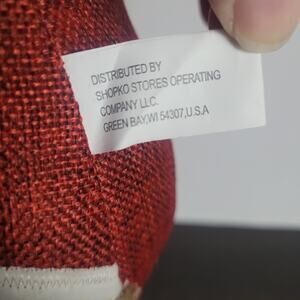 DISTRIBUTED BY
SHOPKO STORES OPERATING
COMPANY LLC.
GREEN BAY,WI 54307,U.S.A